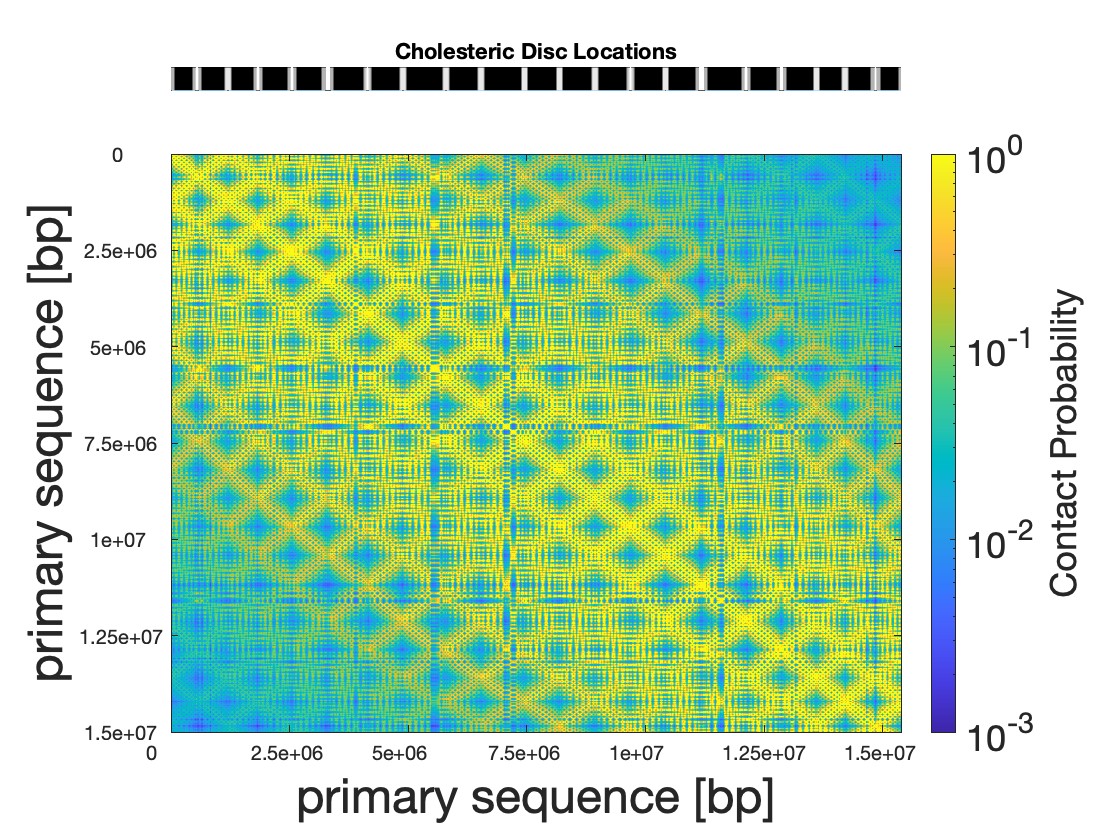 Cholesteric Disc Locations
0
2.5e+06
5e+06
7.5e+06
1e+07
1.25e+07
1.5e+07
primary sequence [bp]
0 2.5e+06 5e+06 7.5e+06 1e+07 1.25e+07 1.5e+07
primary sequence [bp]
10⁰
10⁻¹
10⁻²
10⁻³
Contact Probability